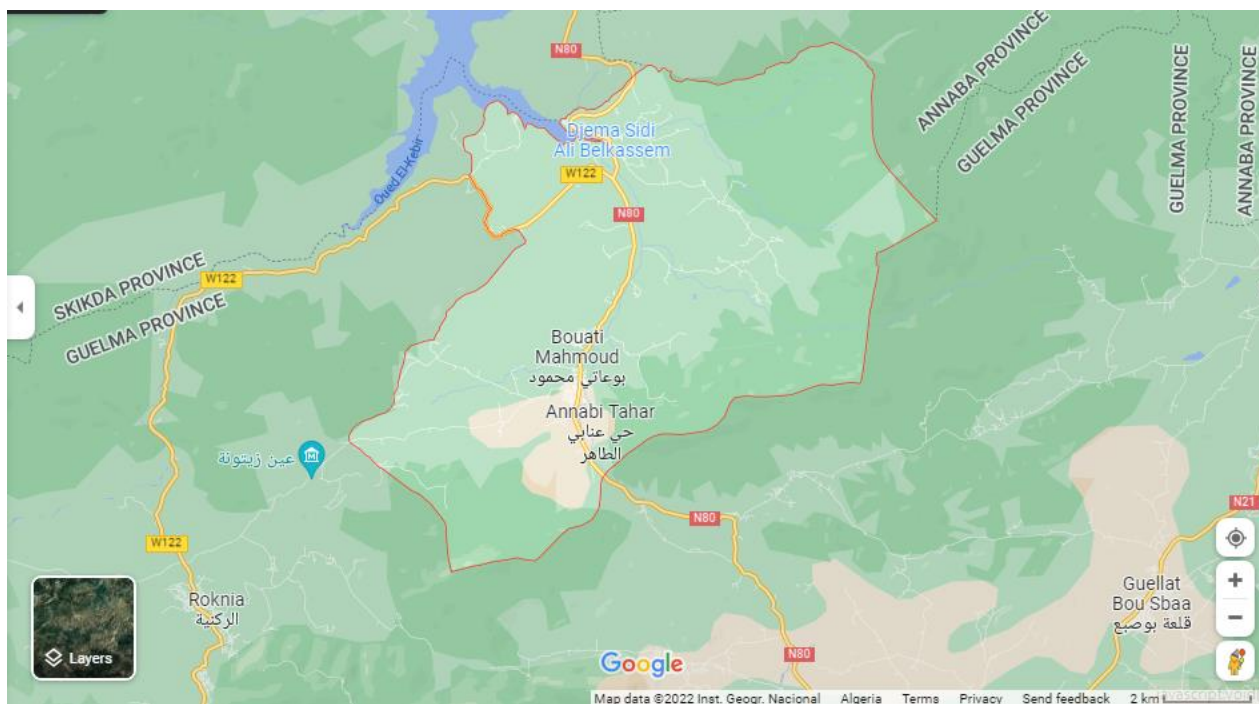 N80
ANNABA PROVINCE
GUELMA PROVINCE
GUELMA PROVINCE
ANNABA PROVINCE
Djema Sidi
Ali Belkassem
Oued El-Kebir
W122
N80
SKIKDA PROVINCE
GUELMA PROVINCE
W122
Bouati
Mahmoud
بوعاتي محمود
Annabi Tahar
حي عنابي
الطاهر
عين زيتونة
N80
N21
W122
Roknia
الركنية
Guellat
Bou Sbaa
قلعة بوصبع
Layers
Google
N80
Map data ©2022 Inst. Geogr. Nacional Algeria Terms Privacy Send feedback 2 km